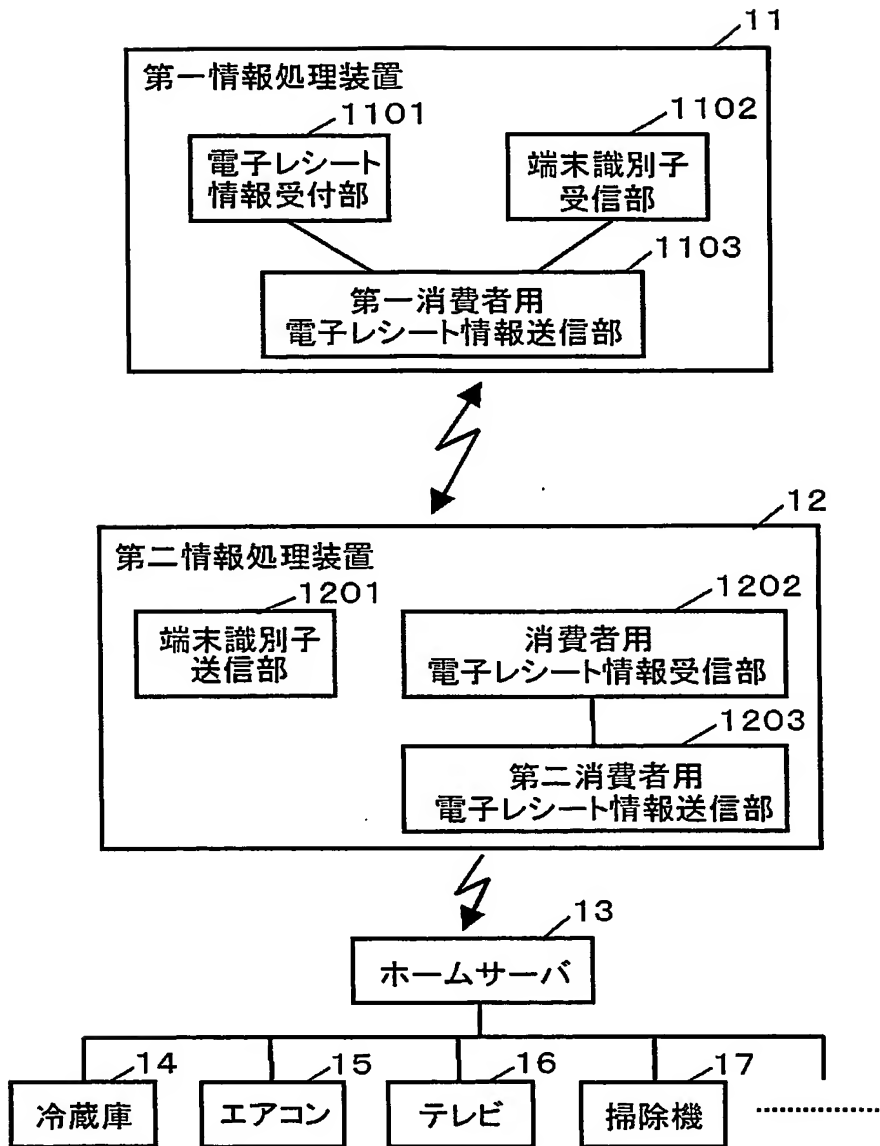 11
第一情報処理装置
1101
1102
電子レシート
情報受付部
端末識別子
受信部
1103
第一消費者用
電子レシート情報送信部
12
第二情報処理装置
1201
1202
端末識別子
送信部
消費者用
電子レシート情報受信部
1203
第二消費者用
電子レシート情報送信部
13
ホームサーバ
14
15
16
17
冷蔵庫
エアコン
テレビ
掃除機